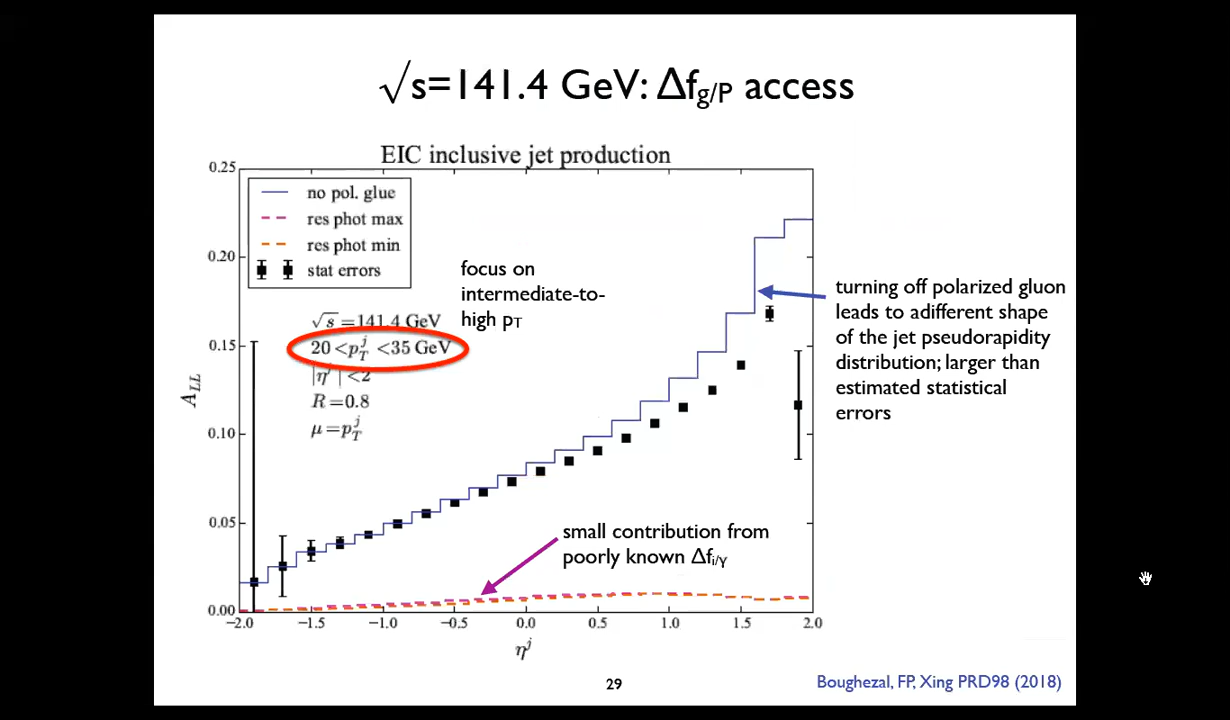 √s=141.4 GeV: Δfg/P access
EIC inclusive jet production
0.25
0.20
0.15
0.10
0.05
0.00
A_LL
no pol. glue
res phot max
res phot min
stat errors
√s =141.4 GeV
20 <p_T^j <35 GeV
|η^j| <2
R =0.8
μ =p_T^j
focus on
intermediate-to-
high pT
turning off polarized gluon
leads to adifferent shape
of the jet pseudorapidity
distribution; larger than
estimated statistical
errors
small contribution from
poorly known Δfi/γ
−2.0 −1.5 −1.0 −0.5 0.0 0.5 1.0 1.5 2.0
η^j
29
Boughezal, FP, Xing PRD98 (2018)